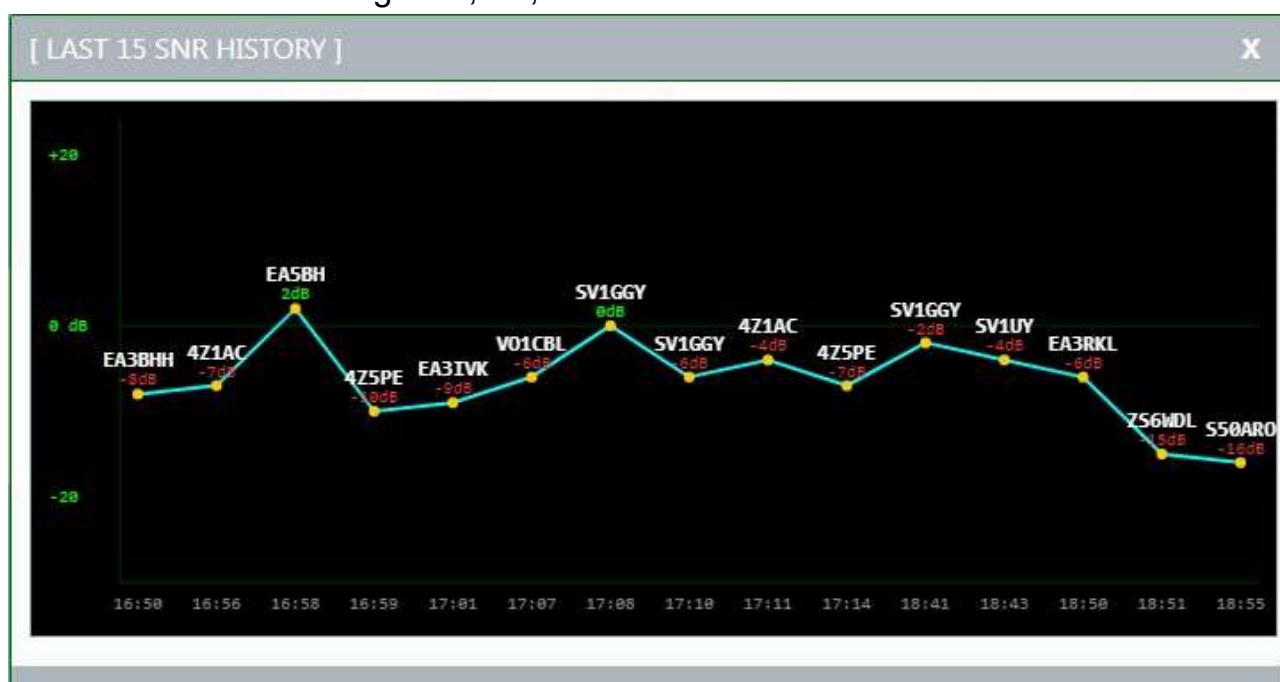 [ LAST 15 SNR HISTORY ] X
+20
EA5BH
2dB
SV1GGY
0dB
0 dB
SV1GGY
-2dB
4Z1AC
-4dB
SV1UY
-4dB
VO1CBL
-6dB
SV1GGY
-6dB
EA3RKL
-6dB
EA3BHH
-8dB
4Z1AC
-7dB
4Z5PE
-7dB
4Z5PE
-10dB
EA3IVK
-9dB
ZS6WDL
-15dB
S50ARO
-16dB
-20
16:50 16:56 16:58 16:59 17:01 17:07 17:08 17:10 17:11 17:14 18:41 18:43 18:50 18:51 18:55